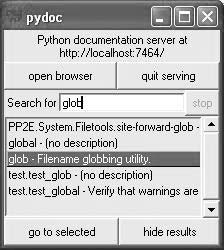 pydoc
Python documentation server at
http://localhost:7464/
open browser quit serving
Search for glob stop
PP2E.System.Filetools.site-forward-glob -
global - (no description)
glob - Filename globbing utility.
test.test_glob - (no description)
test.test_global - Verify that warnings are
go to selected hide results